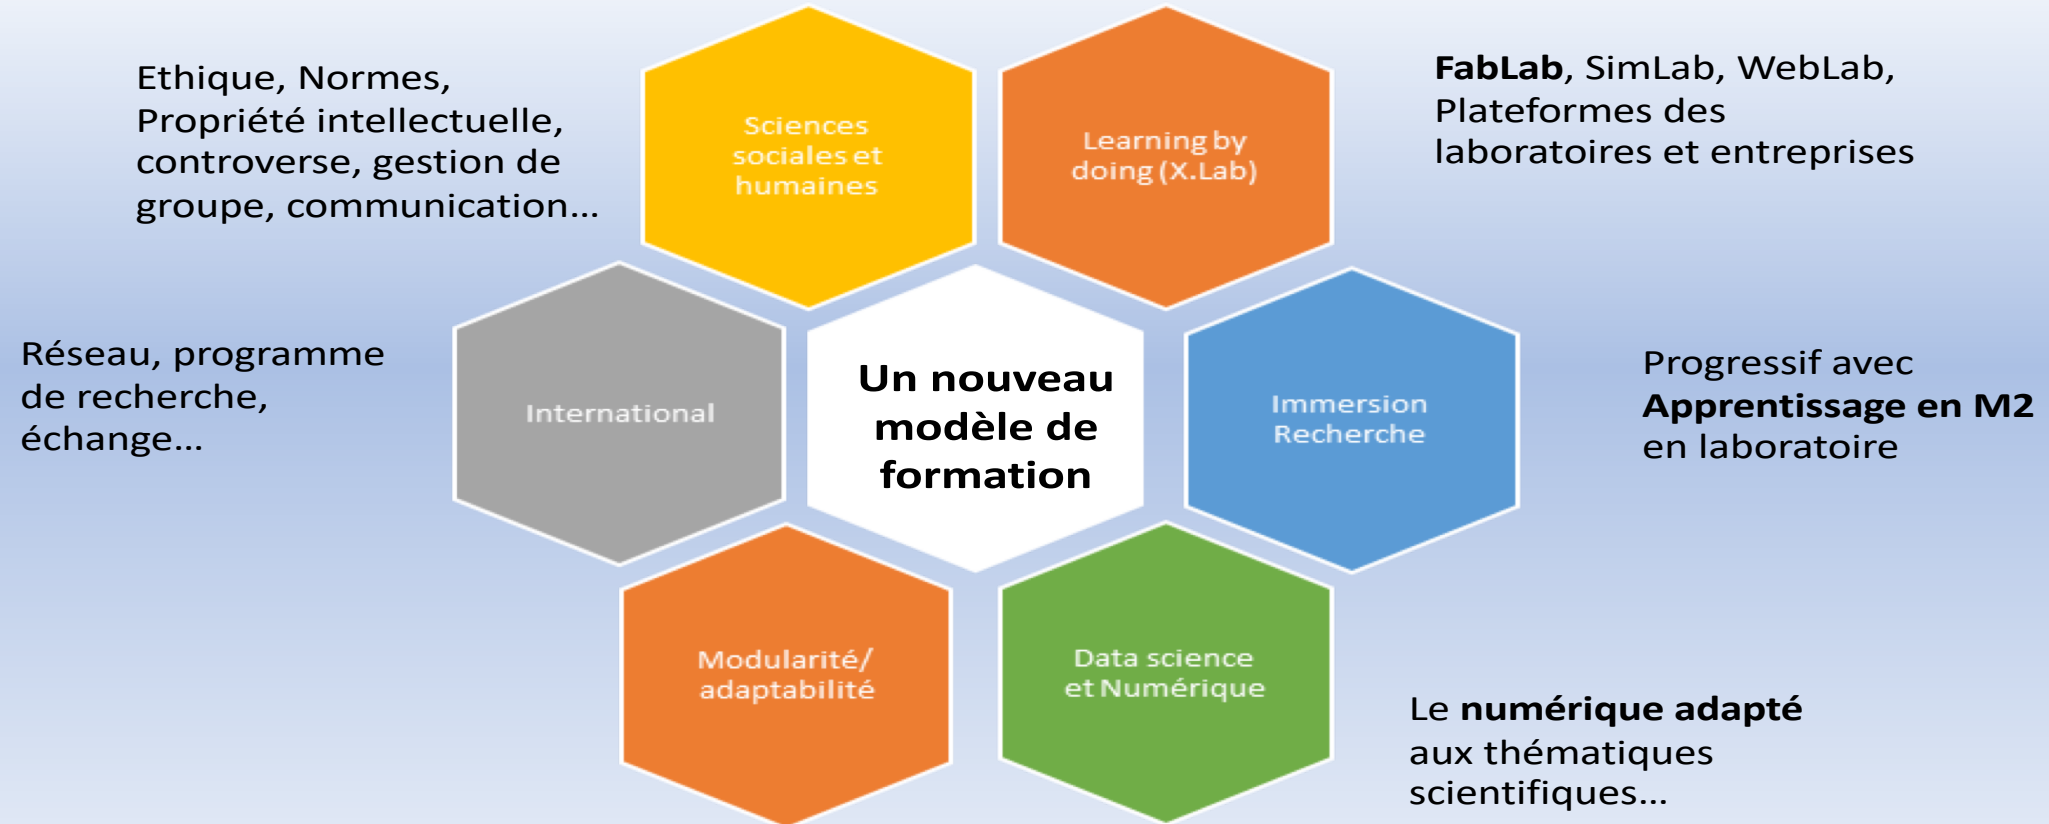 Ethique, Normes,
Propriété intellectuelle,
controverse, gestion de
groupe, communication...
Sciences
sociales et
humaines
Learning by
doing (X.Lab)
FabLab, SimLab, WebLab,
Plateformes des
laboratoires et entreprises
Réseau, programme
de recherche,
échange...
International
Un nouveau
modèle de
formation
Immersion
Recherche
Progressif avec
Apprentissage en M2
en laboratoire
Modularité/
adaptabilité
Data science
et Numérique
Le numérique adapté
aux thématiques
scientifiques...